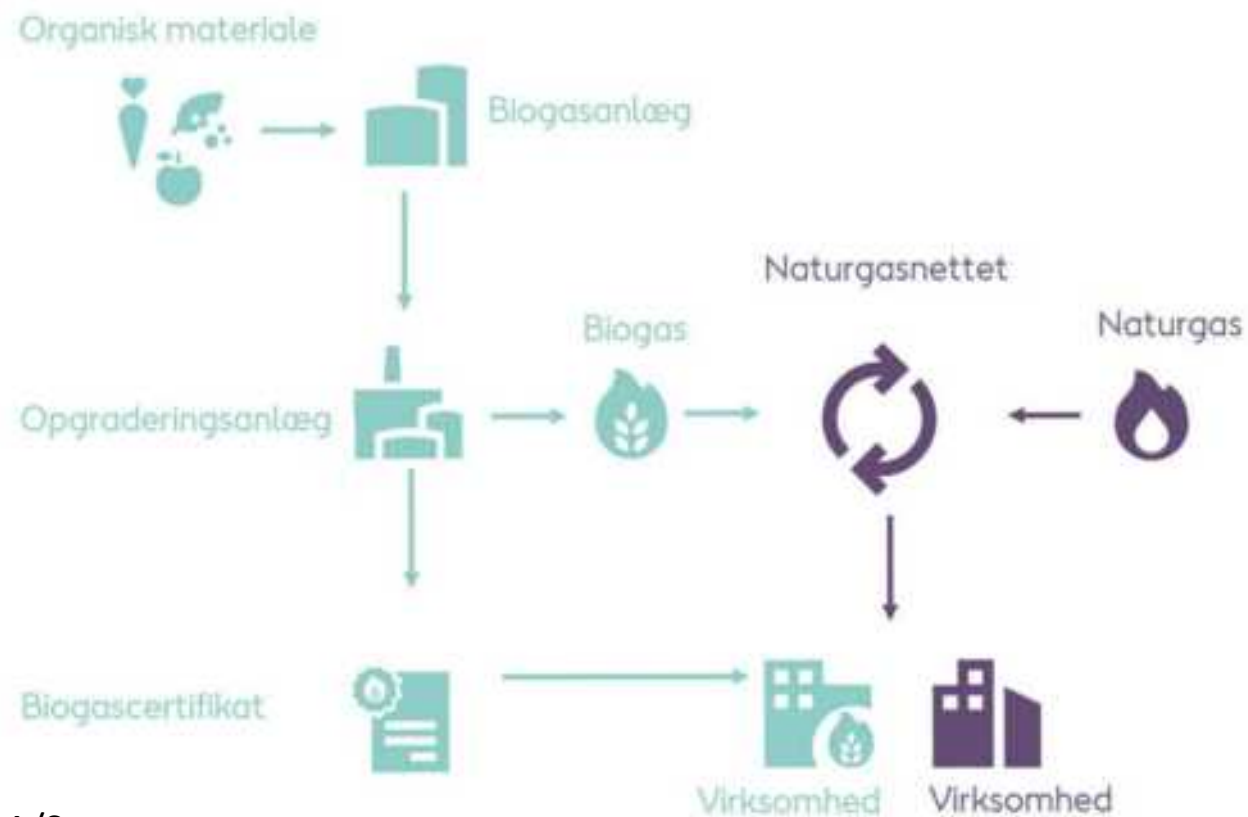 Organisk materiale
Biogasanlæg
Naturgasnettet
Biogas
Naturgas
Opgraderingsanlæg
Biogascertifikat
Virksomhed
Virksomhed